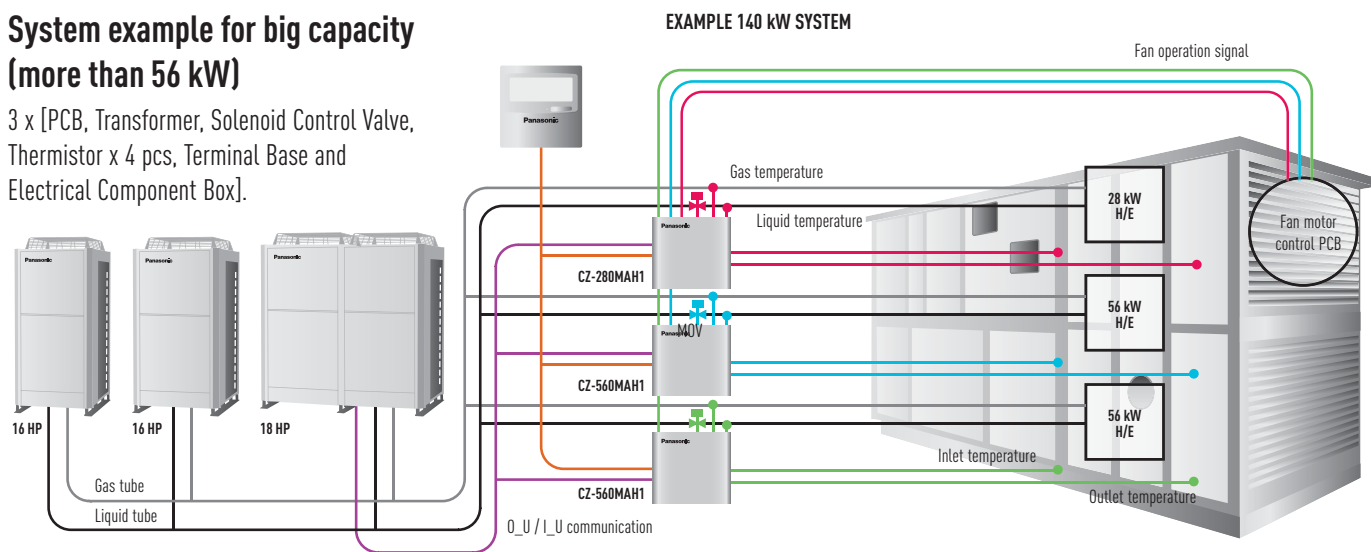 System example for big capacity
(more than 56 kW)
3 x [PCB, Transformer, Solenoid Control Valve,
Thermistor x 4 pcs, Terminal Base and
Electrical Component Box].
EXAMPLE 140 kW SYSTEM
Fan operation signal
Panasonic
Gas temperature
Liquid temperature
28 kW
H/E
Fan motor
control PCB
Panasonic
CZ-280MAH1
Panasonic
Panasonic
Panasonic
56 kW
H/E
MOV
Panasonic
CZ-560MAH1
56 kW
H/E
16 HP
16 HP
18 HP
Panasonic
Inlet temperature
CZ-560MAH1
Outlet temperature
Gas tube
Liquid tube
O_U / I_U communication